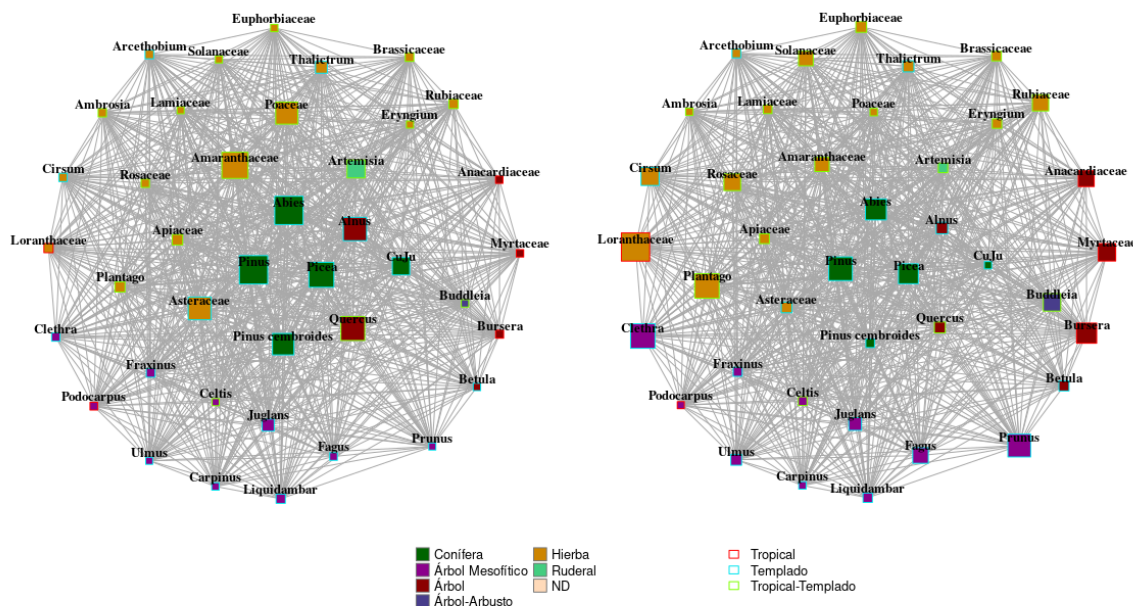 Euphorbiaceae
Arcethobium
Solanaceae
Brassicaceae
Thalictrum
Ambrosia
Lamiaceae
Poaceae
Rubiaceae
Eryngium
Amaranthaceae
Artemisia
Cirsum
Rosaceae
Anacardiaceae
Abies
Alnus
Loranthaceae
Apiaceae
Myrtaceae
Pinus
Picea
CuJu
Plantago
Buddleia
Asteraceae
Quercus
Clethra
Pinus cembroides
Bursera
Fraxinus
Betula
Podocarpus
Celtis
Juglans
Ulmus
Fagus
Prunus
Carpinus
Liquidambar
Euphorbiaceae
Arcethobium
Solanaceae
Brassicaceae
Thalictrum
Ambrosia
Lamiaceae
Poaceae
Rubiaceae
Eryngium
Amaranthaceae
Artemisia
Cirsum
Rosaceae
Anacardiaceae
Abies
Alnus
Loranthaceae
Apiaceae
Myrtaceae
Pinus
Picea
CuJu
Plantago
Buddleia
Asteraceae
Quercus
Clethra
Pinus cembroides
Bursera
Fraxinus
Betula
Podocarpus
Celtis
Juglans
Ulmus
Fagus
Prunus
Carpinus
Liquidambar
Conífera
Árbol Mesofítico
Árbol
Árbol-Arbusto
Hierba
Ruderal
ND
Tropical
Templado
Tropical-Templado